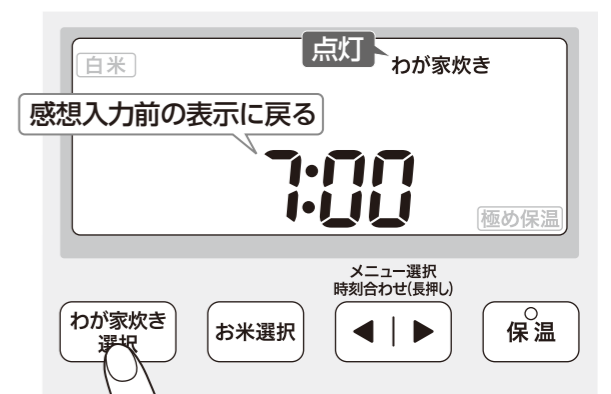 点灯
白米
わが家炊き
感想入力前の表示に戻る
7:00
極め保温
メニュー選択
時刻合わせ(長押し)
わが家炊き
選択
お米選択
◀ | ▶
保温